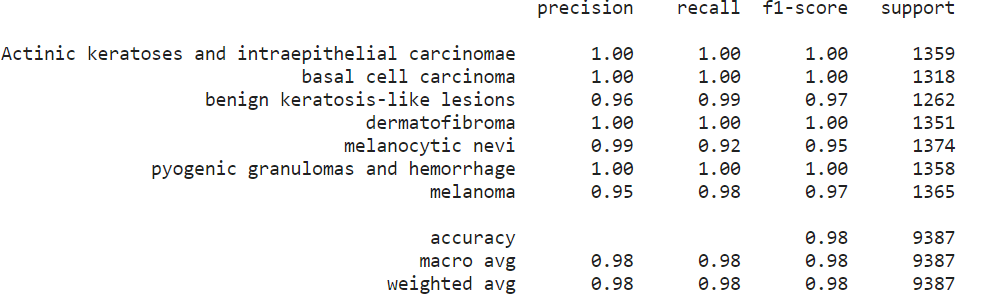 precision recall f1-score support
Actinic keratoses and intraepithelial carcinomae 1.00 1.00 1.00 1359
basal cell carcinoma 1.00 1.00 1.00 1318
benign keratosis-like lesions 0.96 0.99 0.97 1262
dermatofibroma 1.00 1.00 1.00 1351
melanocytic nevi 0.99 0.92 0.95 1374
pyogenic granulomas and hemorrhage 1.00 1.00 1.00 1358
melanoma 0.95 0.98 0.97 1365
accuracy 0.98 9387
macro avg 0.98 0.98 0.98 9387
weighted avg 0.98 0.98 0.98 9387